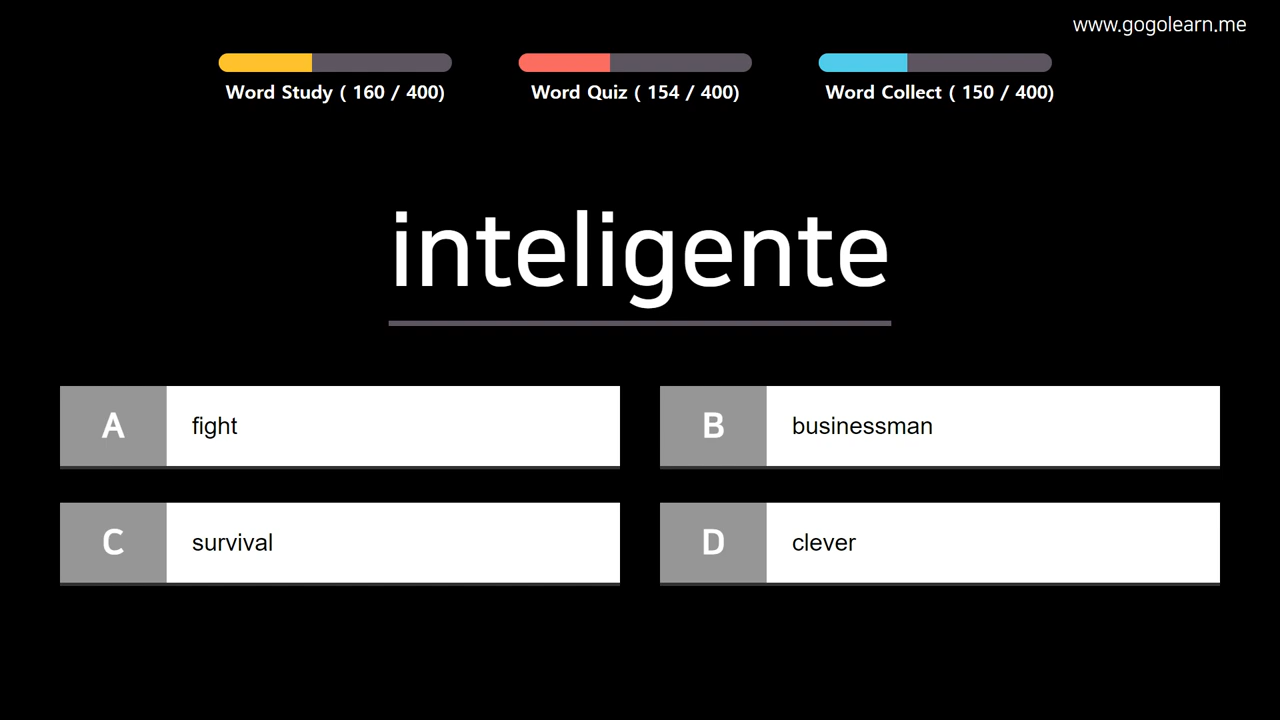 www.gogolearn.me
Word Study ( 160 / 400)
Word Quiz ( 154 / 400)
Word Collect ( 150 / 400)
inteligente
A fight
B businessman
C survival
D clever